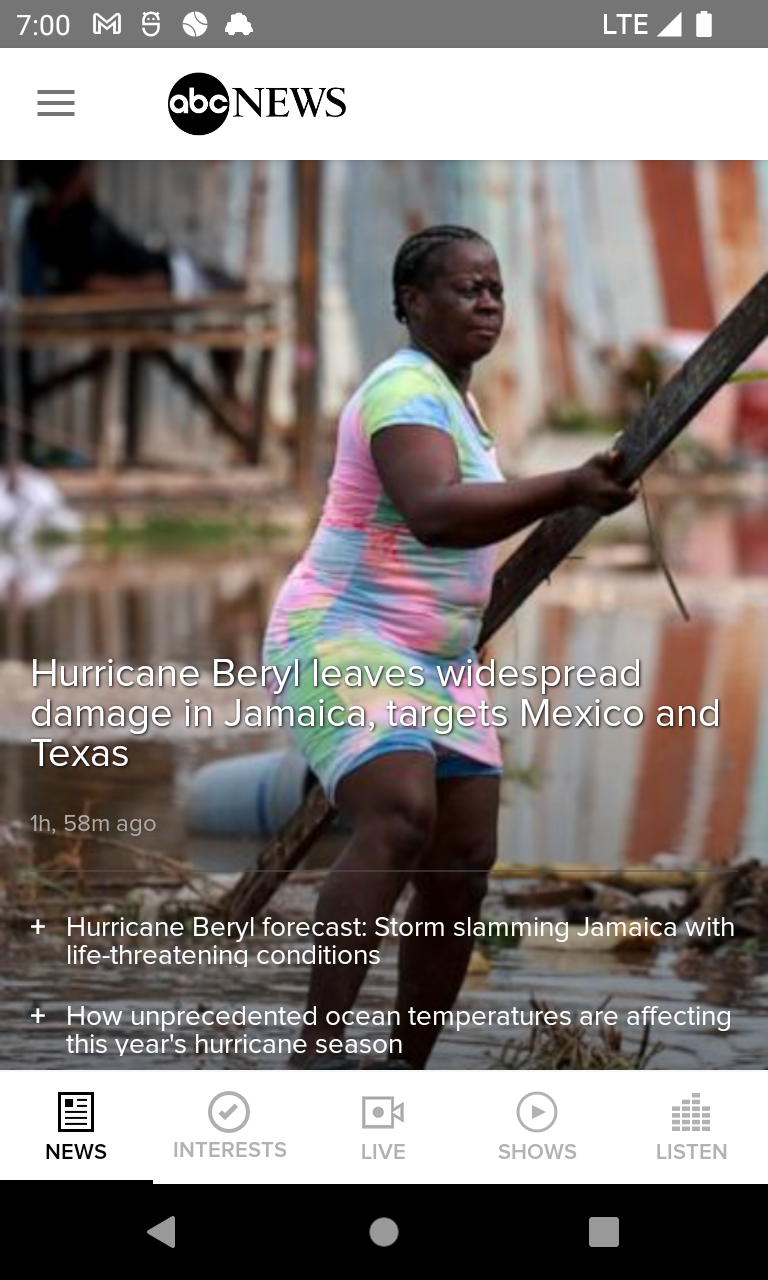 7:00
LTE
abc NEWS
Hurricane Beryl leaves widespread
damage in Jamaica, targets Mexico and
Texas
1h, 58m ago
+ Hurricane Beryl forecast: Storm slamming Jamaica with
life-threatening conditions
+ How unprecedented ocean temperatures are affecting
this year's hurricane season
NEWS
INTERESTS
LIVE
SHOWS
LISTEN